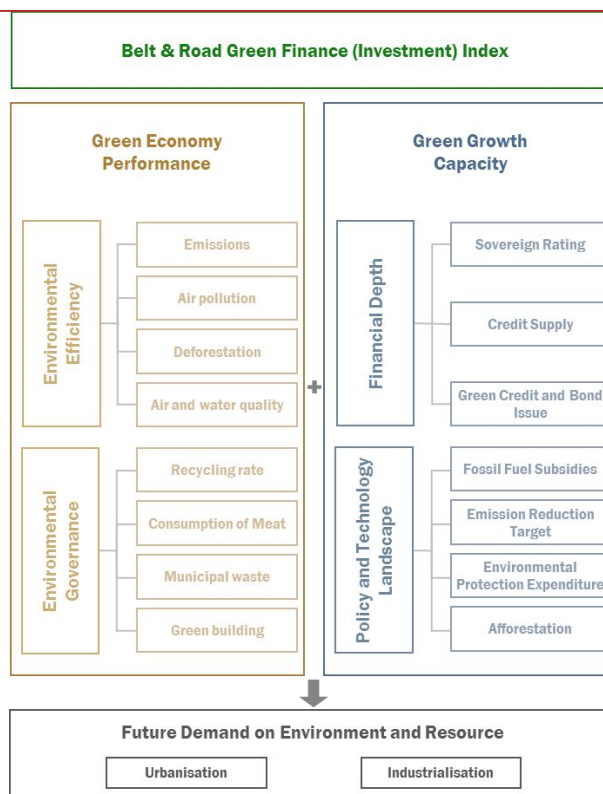 Belt & Road Green Finance (Investment) Index
Green Economy
Performance
Environmental
Efficiency
Emissions
Air pollution
Deforestation
Air and water quality
Environmental
Governance
Recycling rate
Consumption of Meat
Municipal waste
Green building
+
Green Growth
Capacity
Financial Depth
Sovereign Rating
Credit Supply
Green Credit and Bond
Issue
Policy and Technology
Landscape
Fossil Fuel Subsidies
Emission Reduction
Target
Environmental
Protection Expenditure
Afforestation
Future Demand on Environment and Resource
Urbanisation
Industrialisation